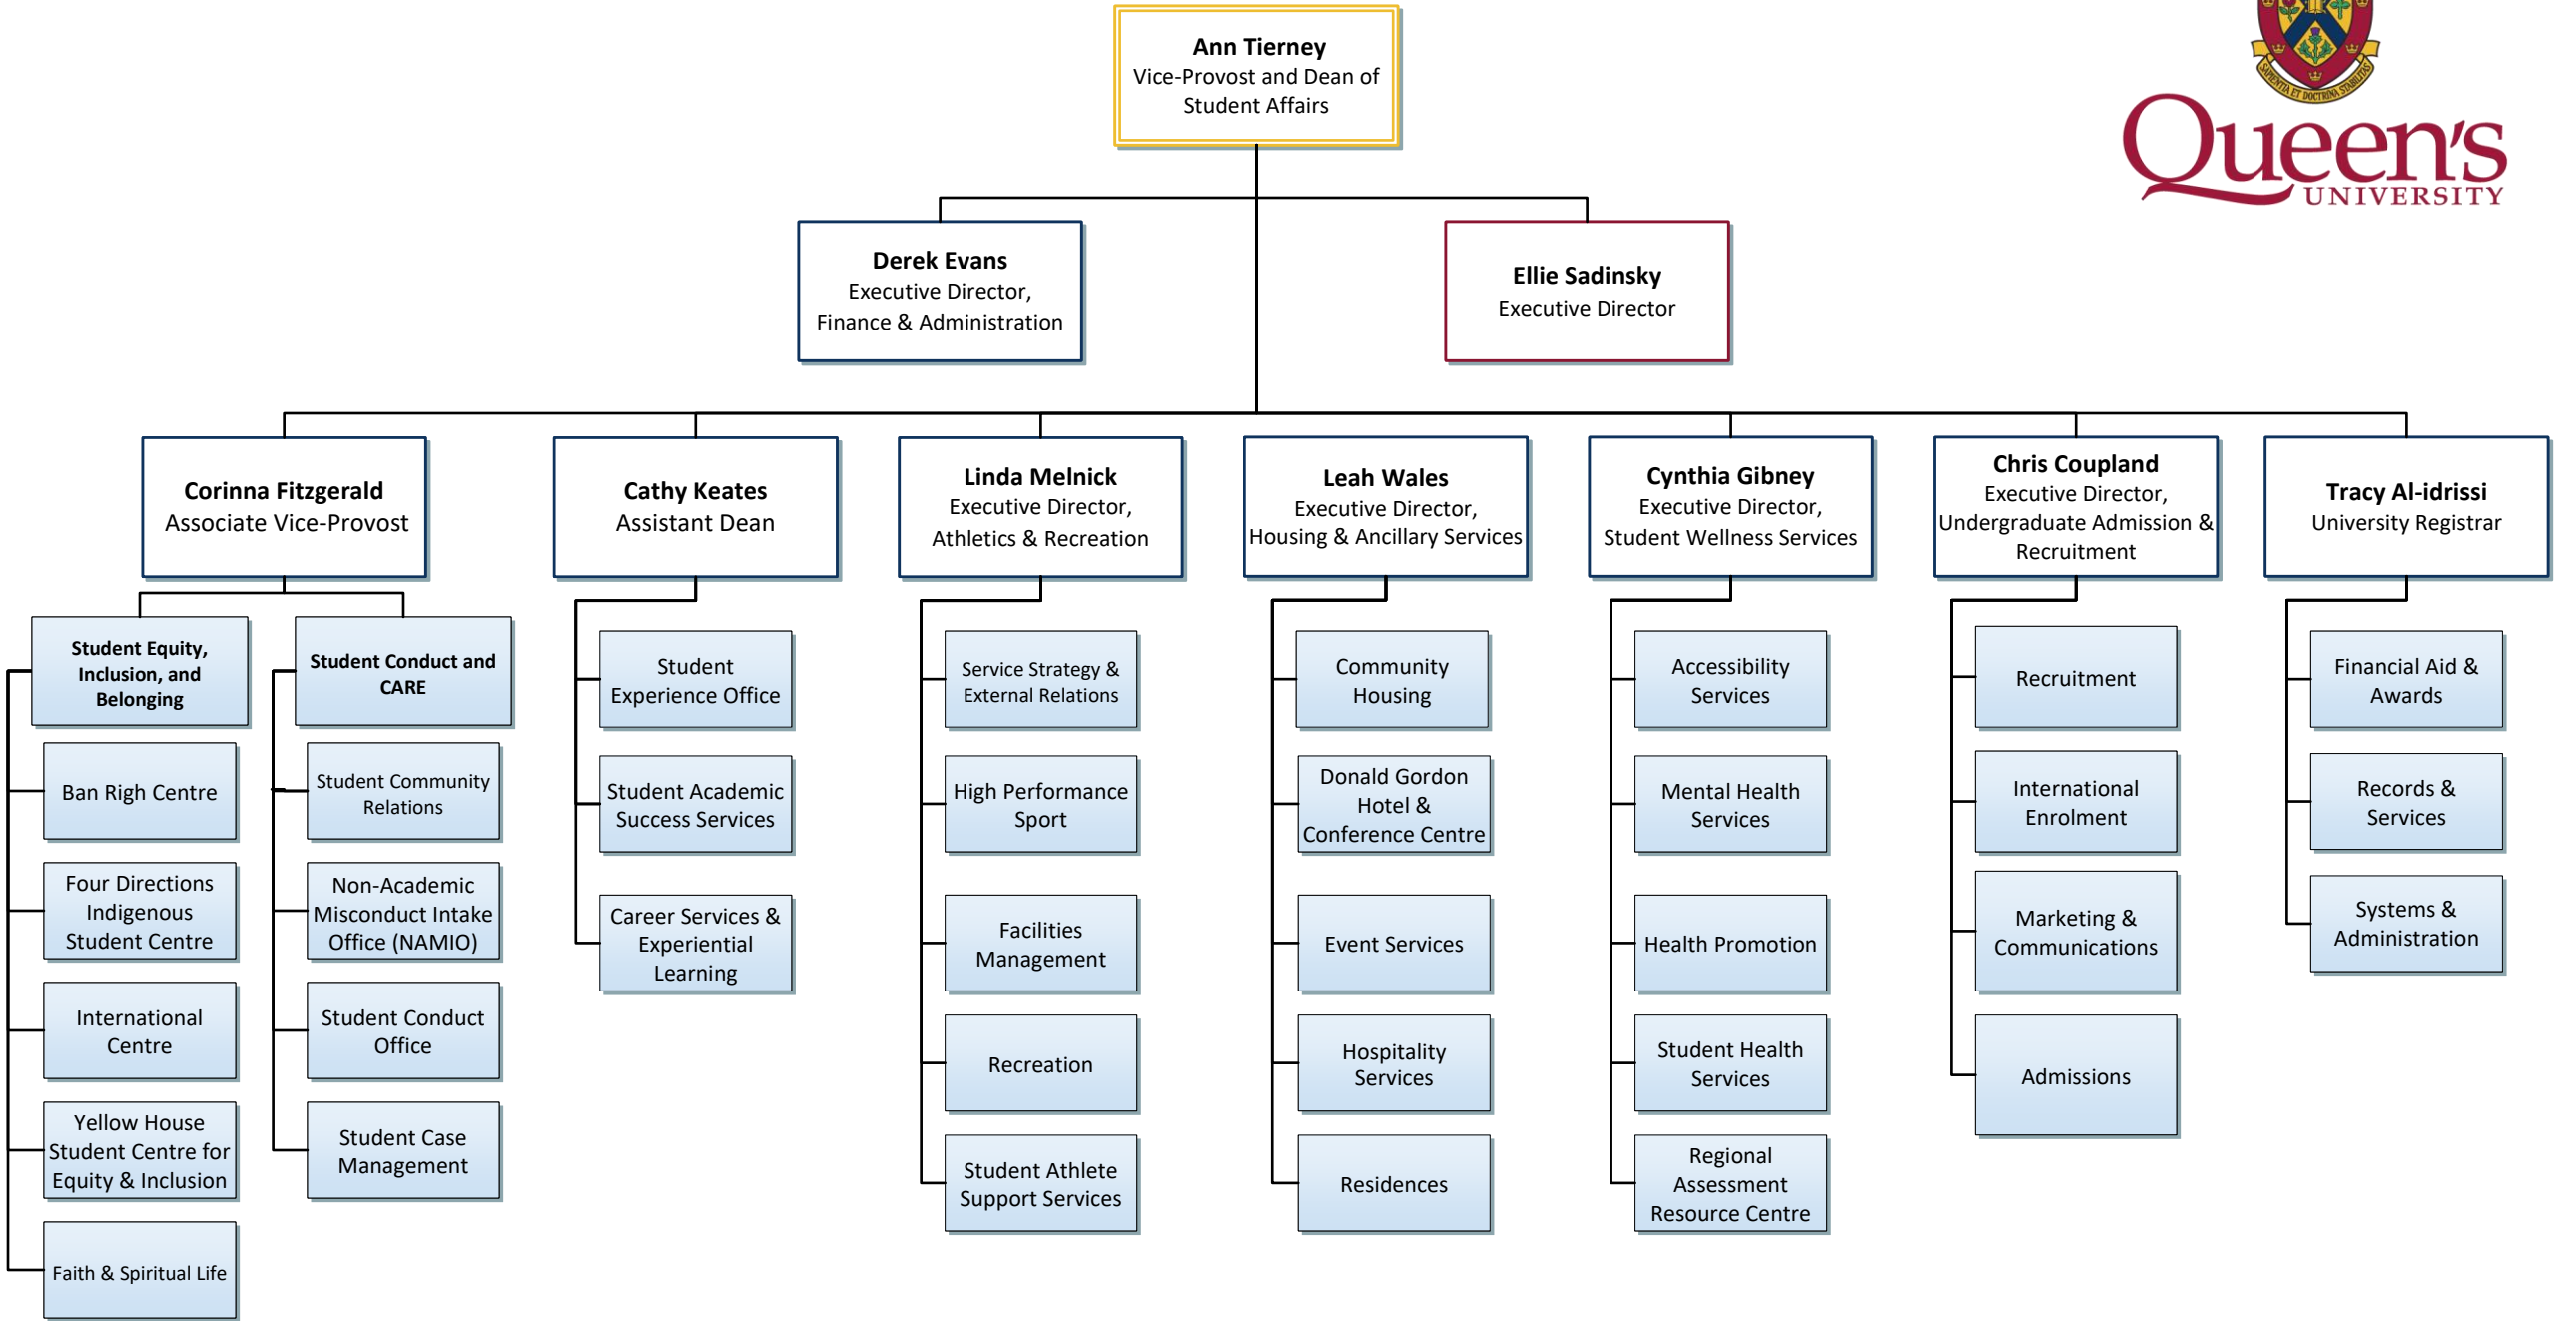 Ann Tierney
Vice-Provost and Dean of
Student Affairs
SAPIENTIA ET DOCTRINA STABILITAS
Queen's
UNIVERSITY
Derek Evans
Executive Director,
Finance & Administration
Ellie Sadinsky
Executive Director
Corinna Fitzgerald
Associate Vice-Provost
Cathy Keates
Assistant Dean
Linda Melnick
Executive Director,
Athletics & Recreation
Leah Wales
Executive Director,
Housing & Ancillary Services
Cynthia Gibney
Executive Director,
Student Wellness Services
Chris Coupland
Executive Director,
Undergraduate Admission &
Recruitment
Tracy Al-idrissi
University Registrar
Student Equity,
Inclusion, and
Belonging
Ban Righ Centre
Four Directions
Indigenous
Student Centre
International
Centre
Yellow House
Student Centre for
Equity & Inclusion
Faith & Spiritual Life
Student Conduct and
CARE
Student Community
Relations
Non-Academic
Misconduct Intake
Office (NAMIO)
Student Conduct
Office
Student Case
Management
Student
Experience Office
Student Academic
Success Services
Career Services &
Experiential
Learning
Service Strategy &
External Relations
High Performance
Sport
Facilities
Management
Recreation
Student Athlete
Support Services
Community
Housing
Donald Gordon
Hotel &
Conference Centre
Event Services
Hospitality
Services
Residences
Accessibility
Services
Mental Health
Services
Health Promotion
Student Health
Services
Regional
Assessment
Resource Centre
Recruitment
International
Enrolment
Marketing &
Communications
Admissions
Financial Aid &
Awards
Records &
Services
Systems &
Administration